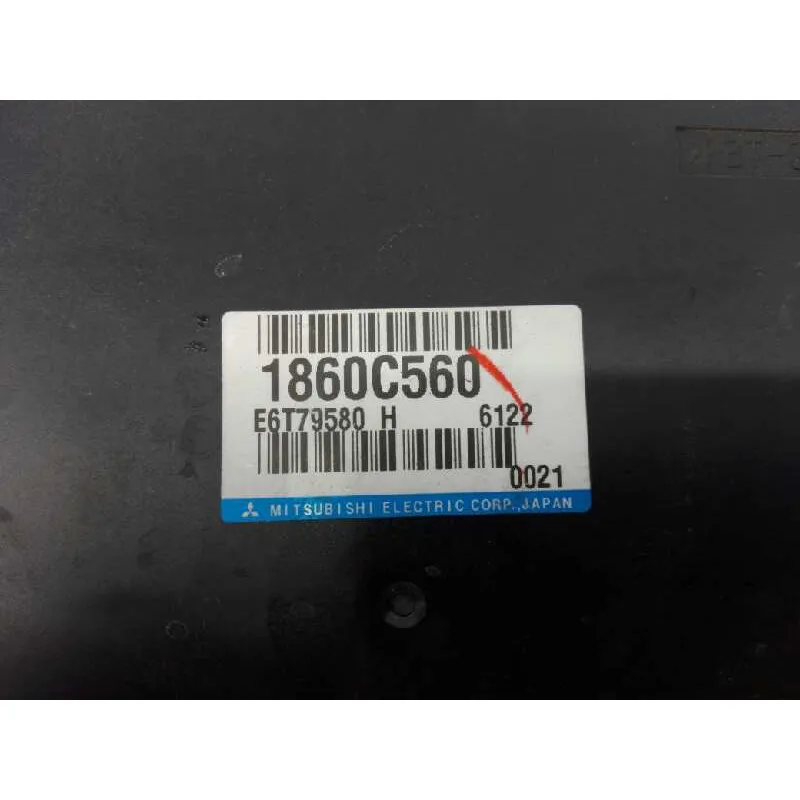 1860C560
E6T79580 H 6122
0021
MITSUBISHI ELECTRIC CORP.,JAPAN